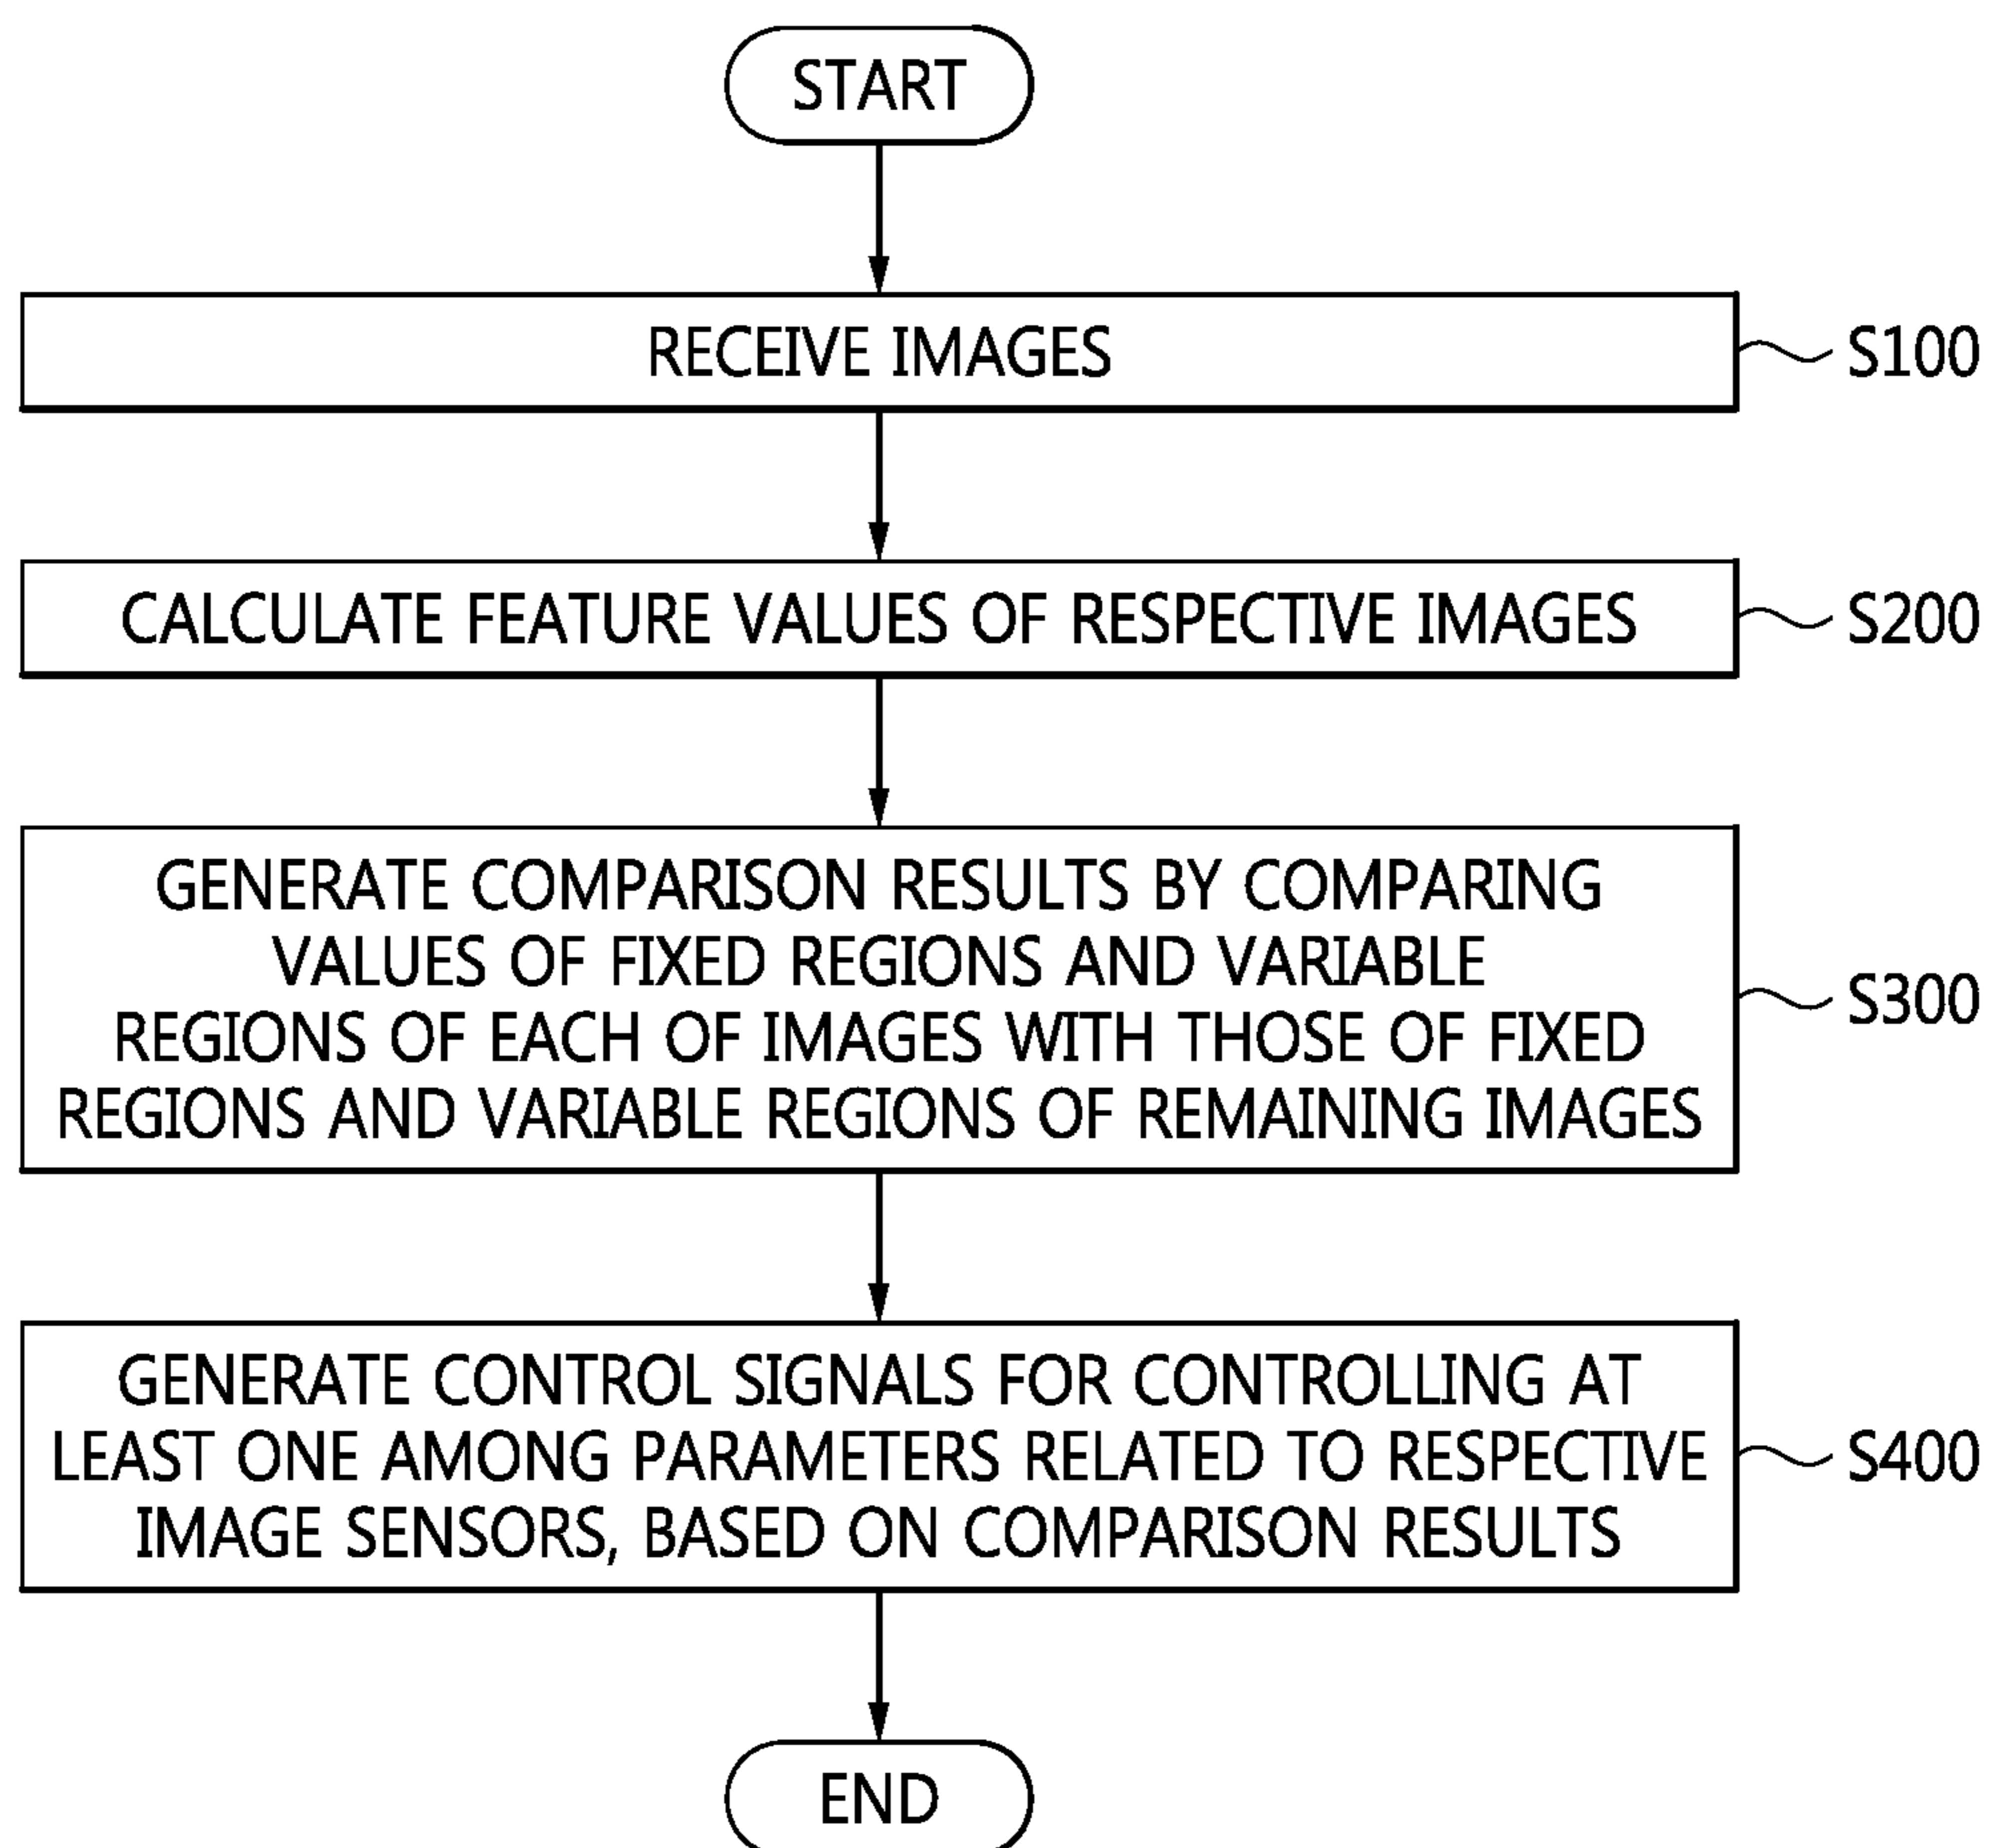 START
RECEIVE IMAGES
S100
CALCULATE FEATURE VALUES OF RESPECTIVE IMAGES
S200
GENERATE COMPARISON RESULTS BY COMPARING
VALUES OF FIXED REGIONS AND VARIABLE
REGIONS OF EACH OF IMAGES WITH THOSE OF FIXED
REGIONS AND VARIABLE REGIONS OF REMAINING IMAGES
S300
GENERATE CONTROL SIGNALS FOR CONTROLLING AT
LEAST ONE AMONG PARAMETERS RELATED TO RESPECTIVE
IMAGE SENSORS, BASED ON COMPARISON RESULTS
S400
END